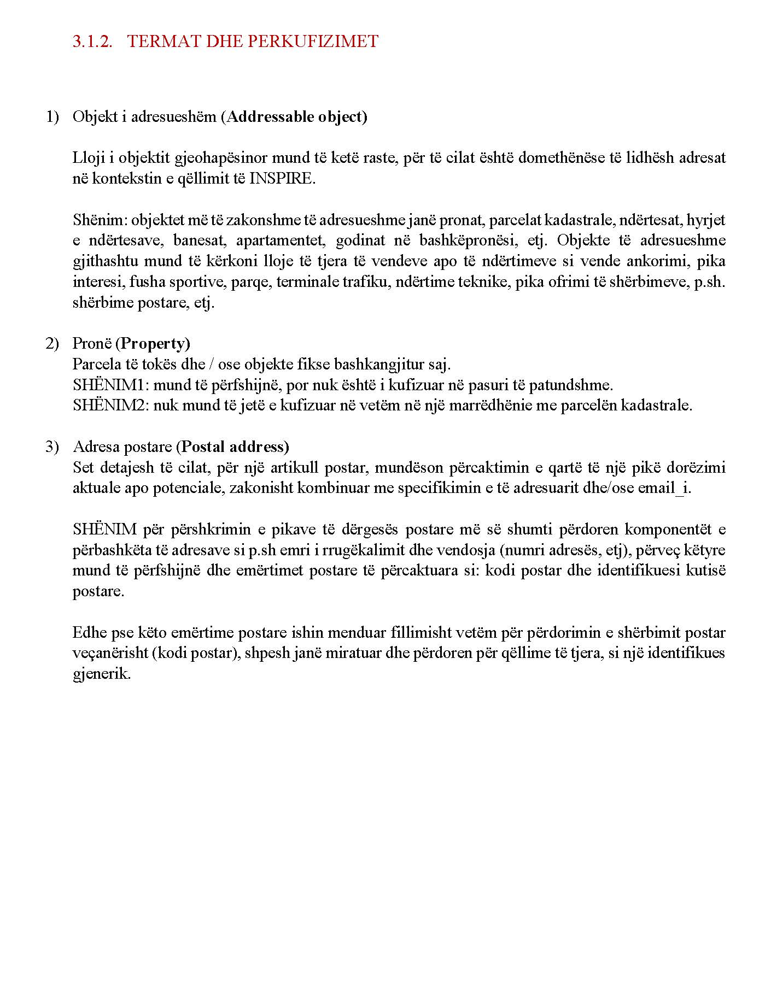 3.1.2. TERMAT DHE PERKUFIZIMET
1) Objekt i adresueshëm (Addressable object)
Lloji i objektit gjeohapësinor mund të ketë raste, për të cilat është domethënëse të lidhësh adresat
në kontekstin e qëllimit të INSPIRE.
Shënim: objektet më të zakonshme të adresueshme janë pronat, parcelat kadastrale, ndërtesat, hyrjet
e ndërtesave, banesat, apartamentet, godinat në bashkëpronësi, etj. Objekte të adresueshme
gjithashtu mund të kërkoni lloje të tjera të vendeve apo të ndërtimeve si vende ankorimi, pika
interesi, fusha sportive, parqe, terminale trafiku, ndërtime teknike, pika ofrimi të shërbimeve, p.sh.
shërbime postare, etj.
2) Pronë (Property)
Parcela të tokës dhe / ose objekte fikse bashkangjitur saj.
SHËNIM1: mund të përfshijnë, por nuk është i kufizuar në pasuri të patundshme.
SHËNIM2: nuk mund të jetë e kufizuar në vetëm në një marrëdhënie me parcelën kadastrale.
3) Adresa postare (Postal address)
Set detajesh të cilat, për një artikull postar, mundëson përcaktimin e qartë të një pikë dorëzimi
aktuale apo potenciale, zakonisht kombinuar me specifikimin e të adresuarit dhe/ose email_i.
SHËNIM për përshkrimin e pikave të dërgesës postare më së shumti përdoren komponentët e
përbashkëta të adresave si p.sh emri i rrugëkalimit dhe vendosja (numri adresës, etj), përveç këtyre
mund të përfshijnë dhe emërtimet postare të përcaktuara si: kodi postar dhe identifikuesi kutisë
postare.
Edhe pse këto emërtime postare ishin menduar fillimisht vetëm për përdorimin e shërbimit postar
veçanërisht (kodi postar), shpesh janë miratuar dhe përdoren për qëllime të tjera, si një identifikues
gjenerik.